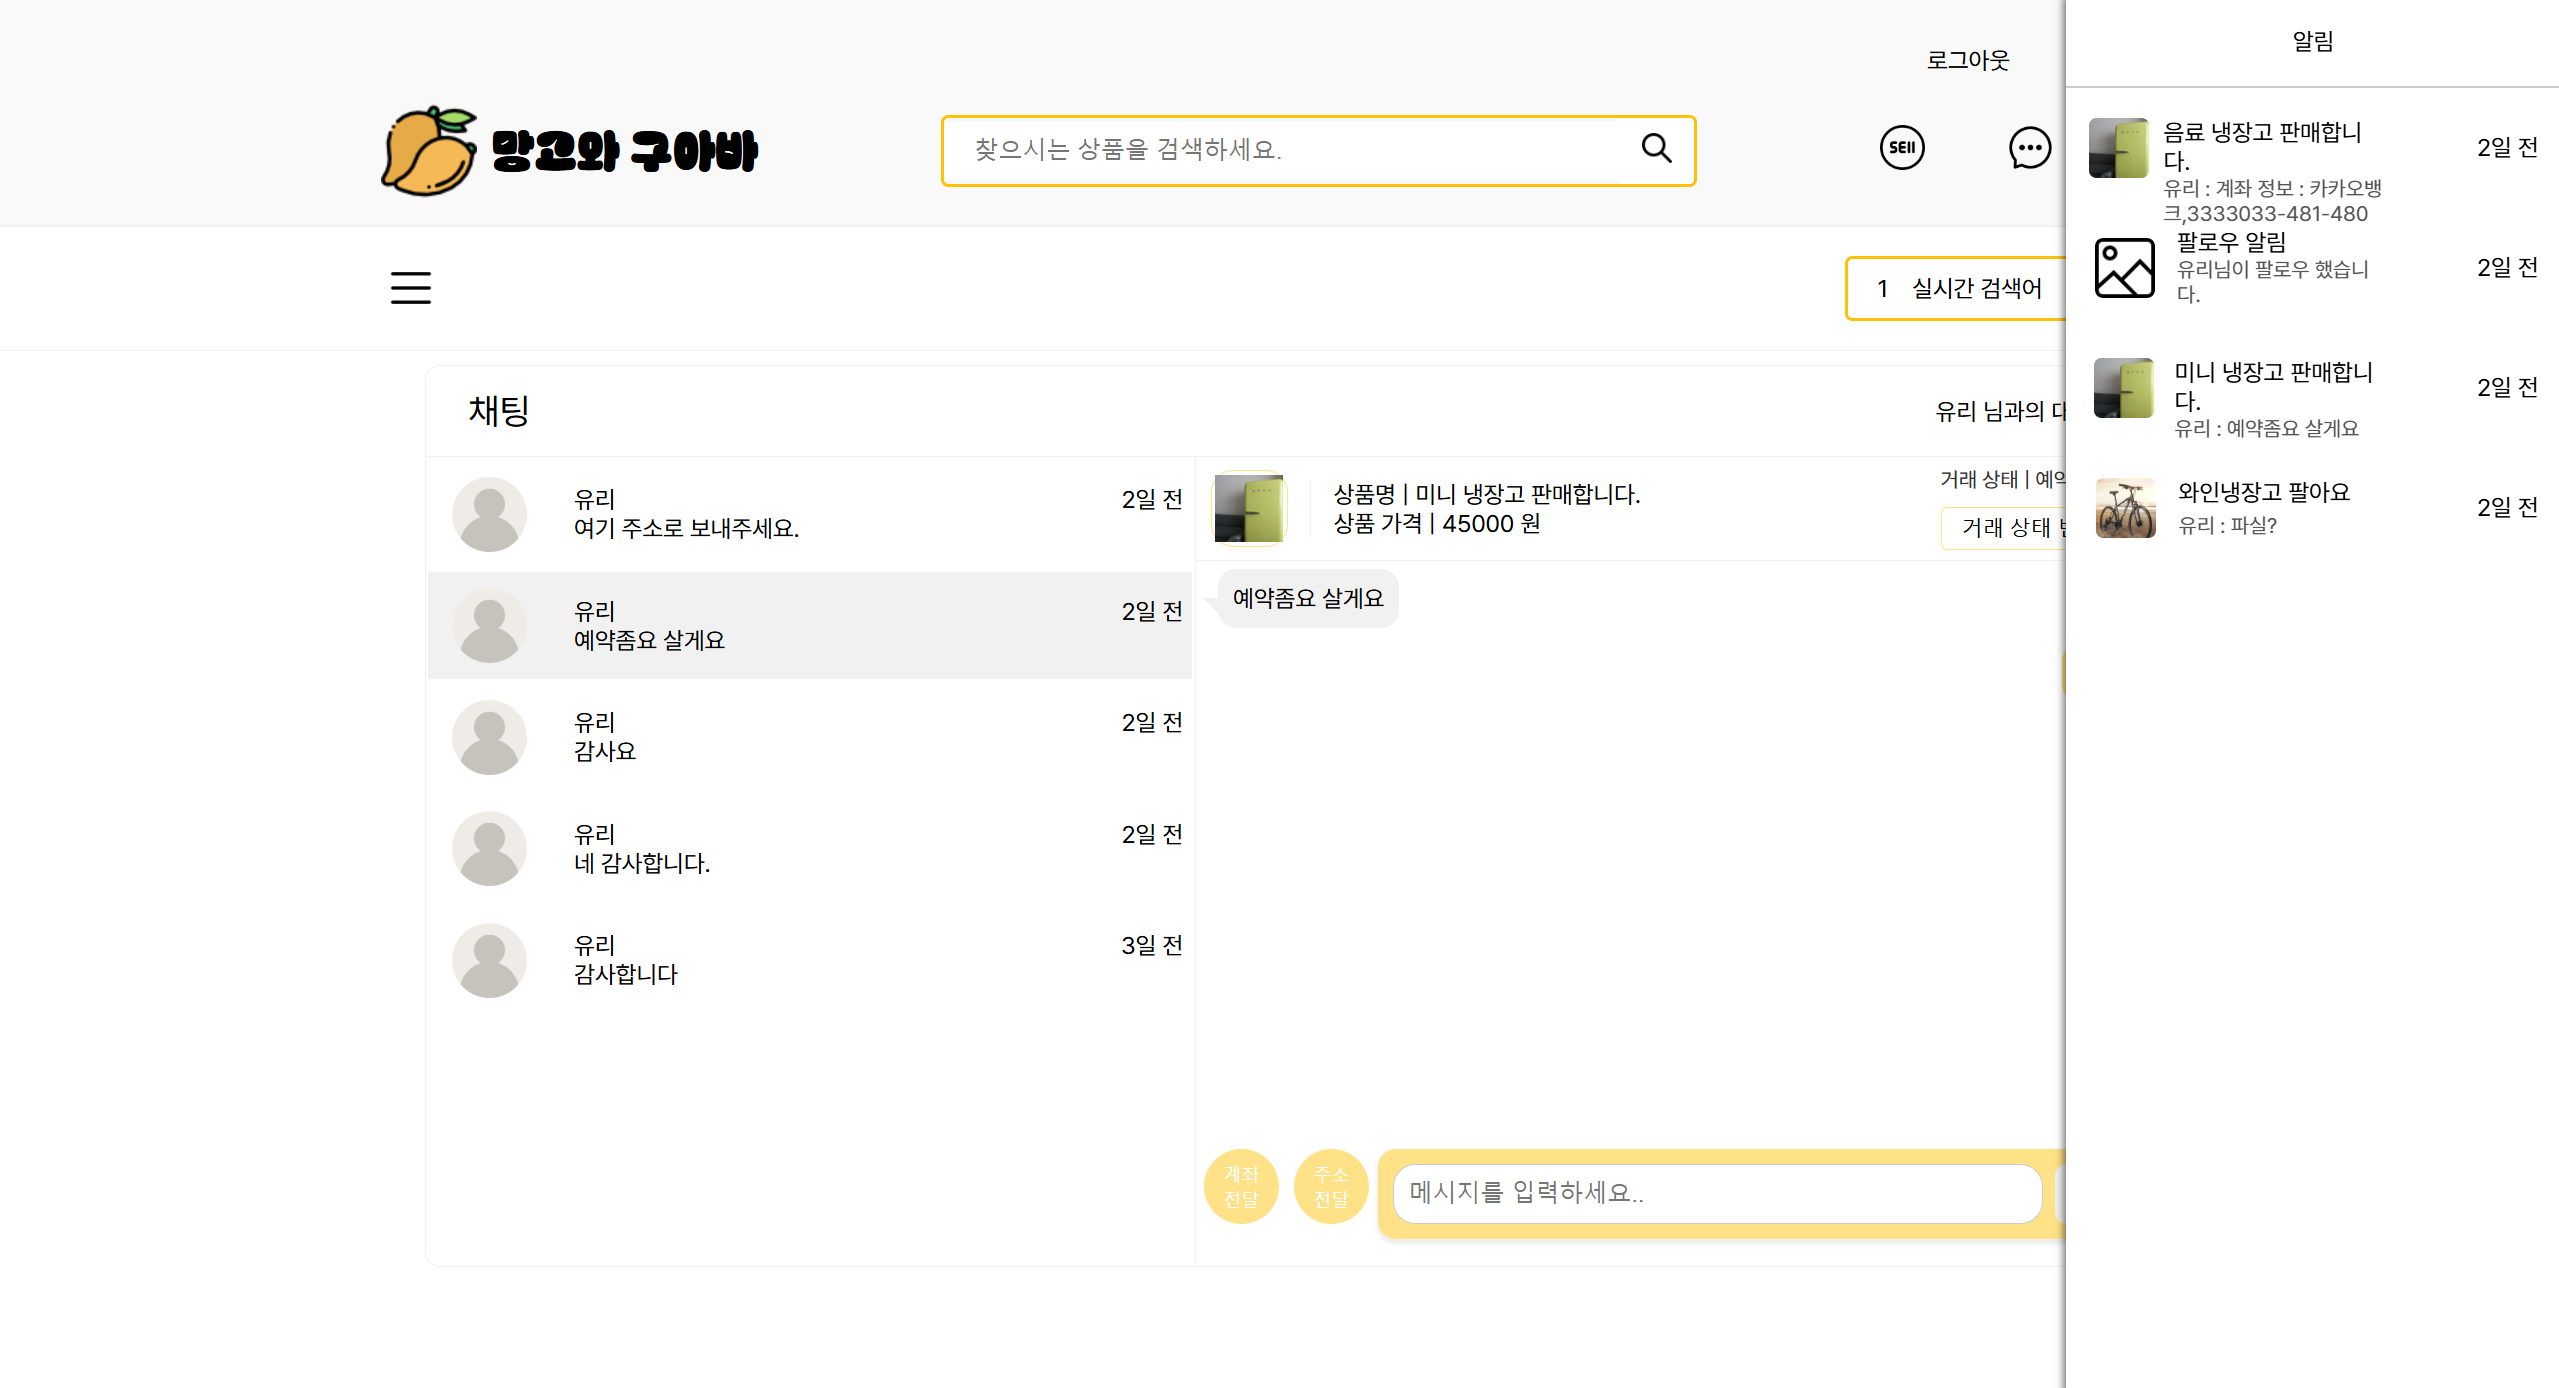 로그아웃
망고와 구아바
찾으시는 상품을 검색하세요.
SEll
1 실시간 검색어
채팅
유리 님과의 대
유리
2일 전
여기 주소로 보내주세요.
유리
2일 전
예약좀요 살게요
유리
2일 전
감사요
유리
2일 전
네 감사합니다.
유리
3일 전
감사합니다
상품명 | 미니 냉장고 판매합니다.
상품 가격 | 45000 원
거래 상태 | 예약
거래 상태
예약좀요 살게요
계좌
전달
주소
전달
메시지를 입력하세요..
알림
음료 냉장고 판매합니
다.
2일 전
유리 : 계좌 정보 : 카카오뱅
크,3333033-481-480
팔로우 알림
2일 전
유리님이 팔로우 했습니
다.
미니 냉장고 판매합니
다.
2일 전
유리 : 예약좀요 살게요
와인냉장고 팔아요
2일 전
유리 : 파실?